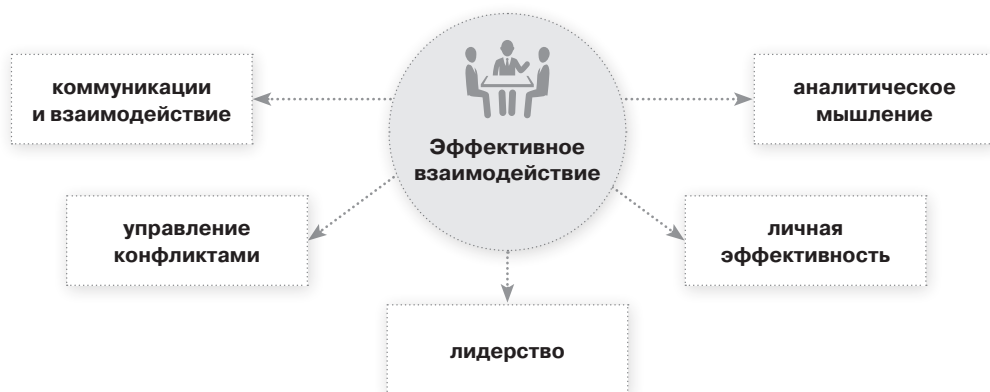 коммуникации
и взаимодействие
аналитическое
мышление
Эффективное
взаимодействие
управление
конфликтами
личная
эффективность
лидерство